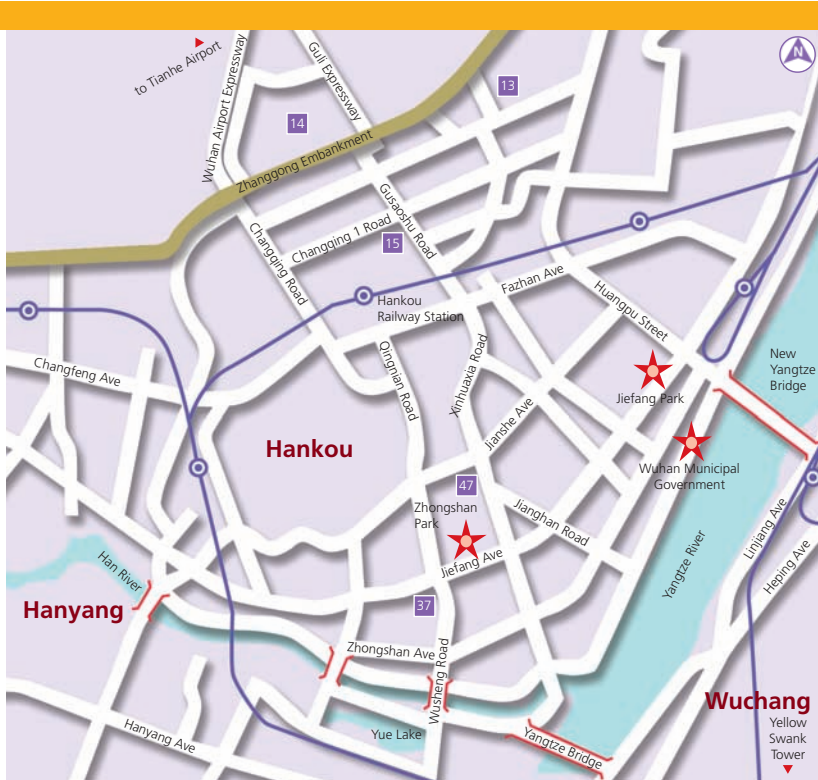 N
to Tianhe Airport
Wuhan Airport Expressway
Guli Expressway
13
14
Zhanggong Embankment
Gusaoshu Road
Changqing 1 Road
15
Changqing Road
Hankou
Railway Station
Fazhan Ave
Huangpu Street
New
Yangtze
Bridge
Changfeng Ave
Qingnian Road
Xinhuaxia Road
Jianshe Ave
Jiefang Park
Hankou
Wuhan Municipal
Government
47
Zhongshan
Park
Jianghan Road
Jiefang Ave
Linjiang Ave
Heping Ave
Yangtze River
Han River
Hanyang
37
Zhongshan Ave
Wusheng Road
Wuchang
Yellow
Swank
Tower
Hanyang Ave
Yue Lake
Yangtze Bridge